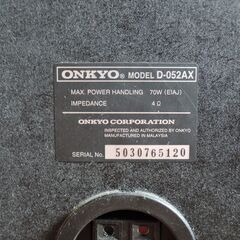 ONKYO® MODEL D-052AX
MAX. POWER HANDLING 70W (EIAJ)
IMPEDANCE 4 Ω
ONKYO CORPORATION
INSPECTED AND AUTHORIZED BY ONKYO
MANUFACTURED IN MALAYSIA
SERIAL No. 5030765120